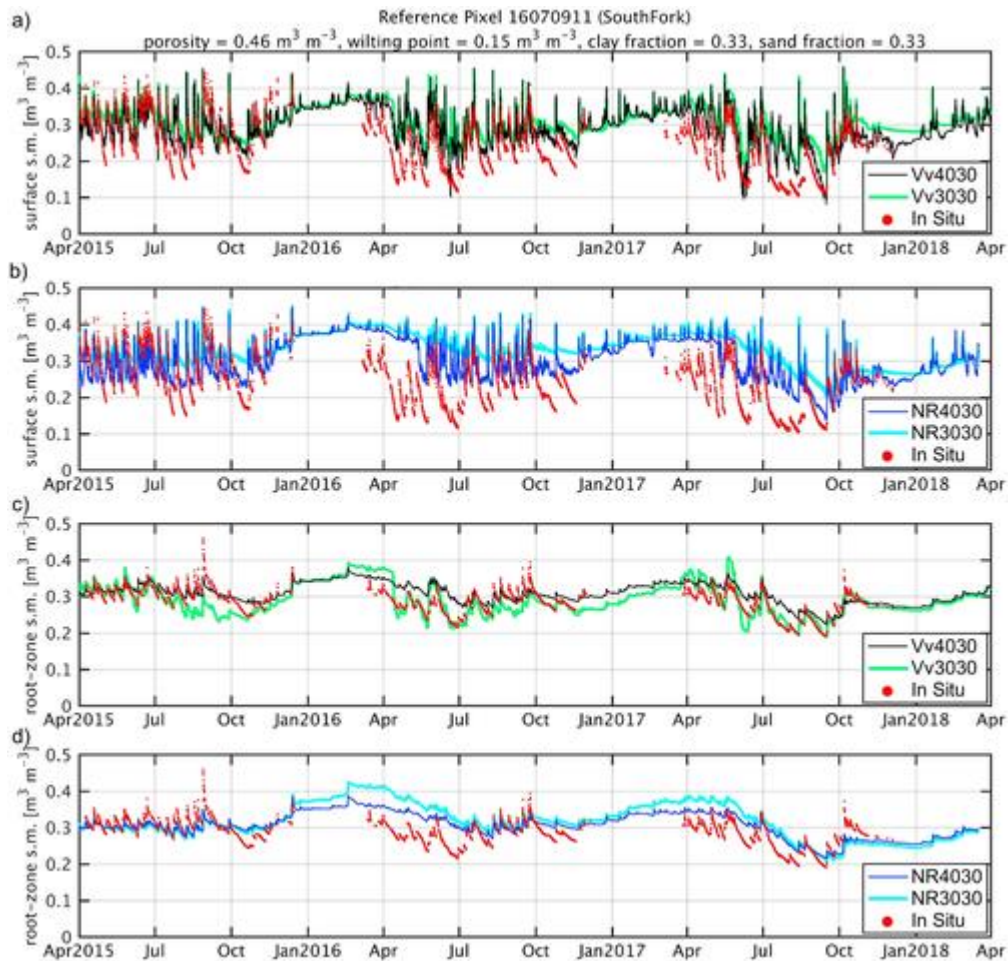 a)
Reference Pixel 16070911 (SouthFork)
porosity = 0.46 m³ m⁻³, wilting point = 0.15 m³ m⁻³, clay fraction = 0.33, sand fraction = 0.33
surface s.m. [m³ m⁻³]
0.5
0.4
0.3
0.2
0.1
0
Vv4030
Vv3030
In Situ
Apr2015 Jul Oct Jan2016 Apr Jul Oct Jan2017 Apr Jul Oct Jan2018 Apr
b)
surface s.m. [m³ m⁻³]
0.5
0.4
0.3
0.2
0.1
0
NR4030
NR3030
In Situ
Apr2015 Jul Oct Jan2016 Apr Jul Oct Jan2017 Apr Jul Oct Jan2018 Apr
c)
root-zone s.m. [m³ m⁻³]
0.5
0.4
0.3
0.2
0.1
0
Vv4030
Vv3030
In Situ
Apr2015 Jul Oct Jan2016 Apr Jul Oct Jan2017 Apr Jul Oct Jan2018 Apr
d)
root-zone s.m. [m³ m⁻³]
0.5
0.4
0.3
0.2
0.1
0
NR4030
NR3030
In Situ
Apr2015 Jul Oct Jan2016 Apr Jul Oct Jan2017 Apr Jul Oct Jan2018 Apr